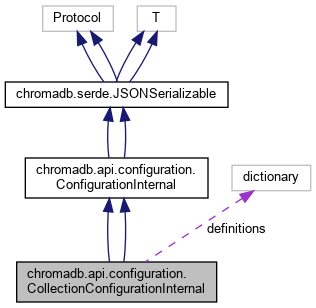 Protocol
T
chromadb.serde.JSONSerializable
chromadb.api.configuration.
ConfigurationInternal
dictionary
definitions
chromadb.api.configuration.
CollectionConfigurationInternal